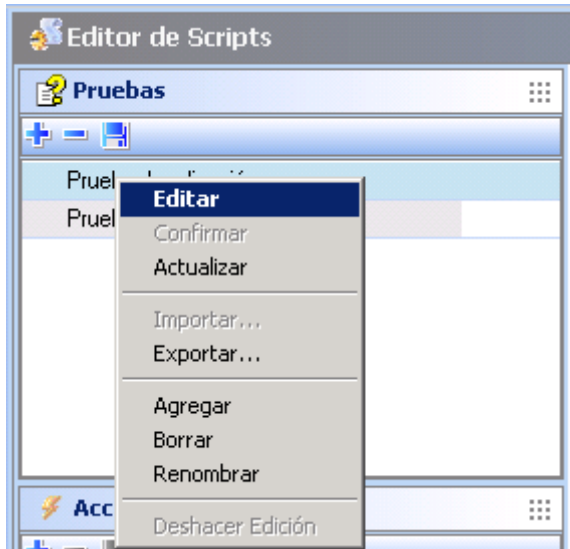 Editor de Scripts
Pruebas
Editar
Confirmar
Actualizar
Importar...
Exportar...
Agregar
Borrar
Renombrar
Deshacer Edición